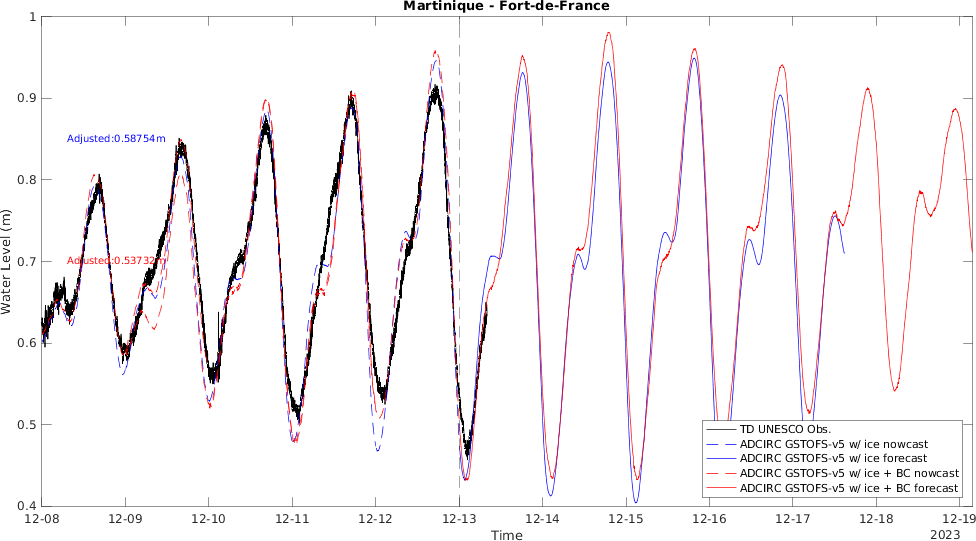 Martinique - Fort-de-France
1
0.9
0.8
0.7
0.6
0.5
0.4
Water Level (m)
Adjusted:0.58754m
Adjusted:0.53732m
TD UNESCO Obs.
ADCIRC GSTOFS-v5 w/ ice nowcast
ADCIRC GSTOFS-v5 w/ ice forecast
ADCIRC GSTOFS-v5 w/ ice + BC nowcast
ADCIRC GSTOFS-v5 w/ ice + BC forecast
12-08 12-09 12-10 12-11 12-12 12-13 12-14 12-15 12-16 12-17 12-18 12-19
Time
2023